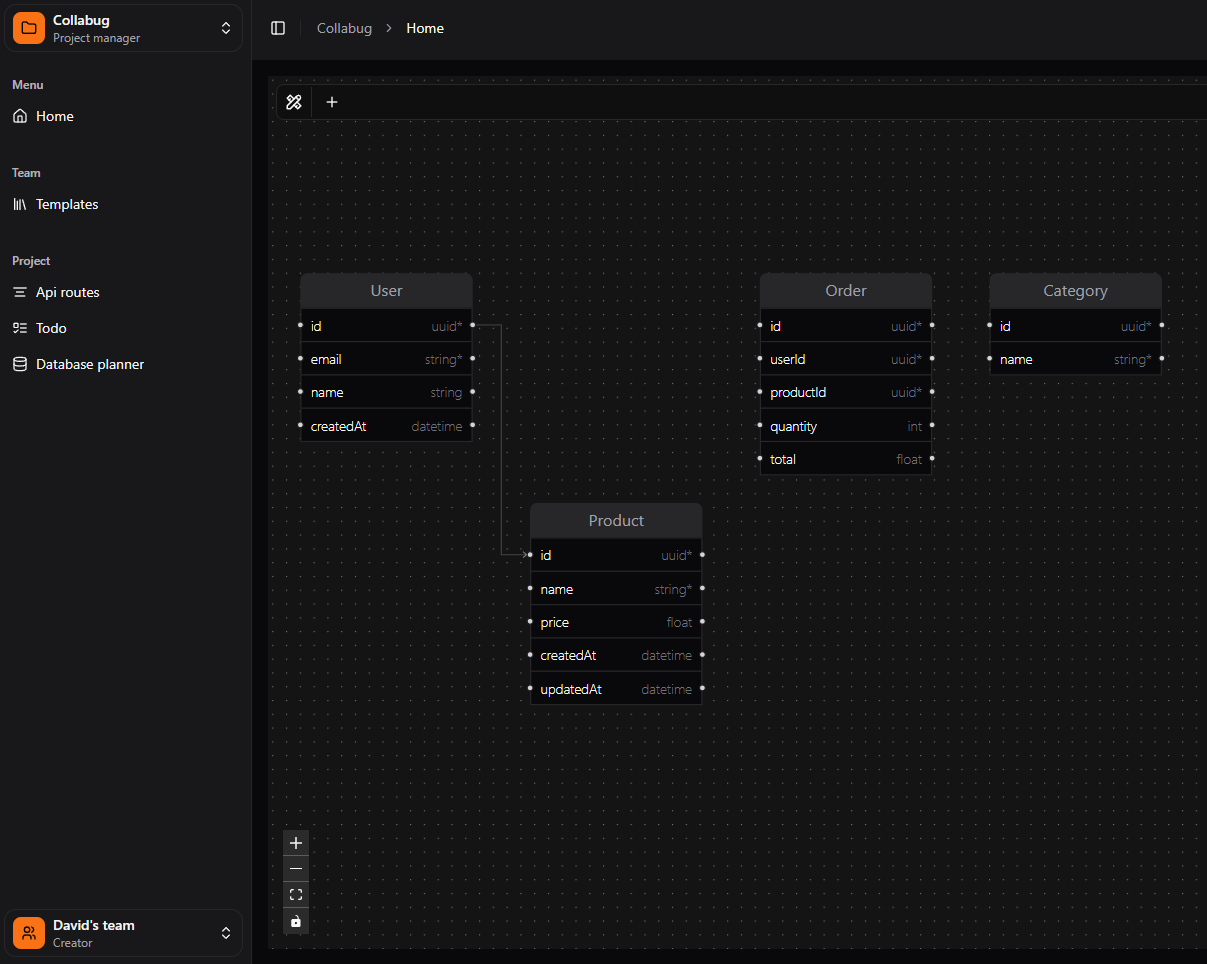 Collabug
Project manager
Menu
Home
Team
Templates
Project
Api routes
Todo
Database planner
David's team
Creator
Collabug > Home
User
id uuid*
email string*
name string
createdAt datetime
Product
id uuid*
name string*
price float
createdAt datetime
updatedAt datetime
Order
id uuid*
userId uuid*
productId uuid*
quantity int
total float
Category
id uuid*
name string*